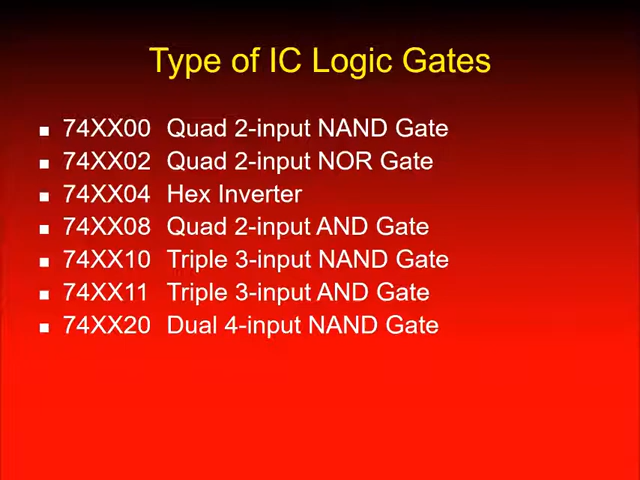 Type of IC Logic Gates
74XX00 Quad 2-input NAND Gate
74XX02 Quad 2-input NOR Gate
74XX04 Hex Inverter
74XX08 Quad 2-input AND Gate
74XX10 Triple 3-input NAND Gate
74XX11 Triple 3-input AND Gate
74XX20 Dual 4-input NAND Gate